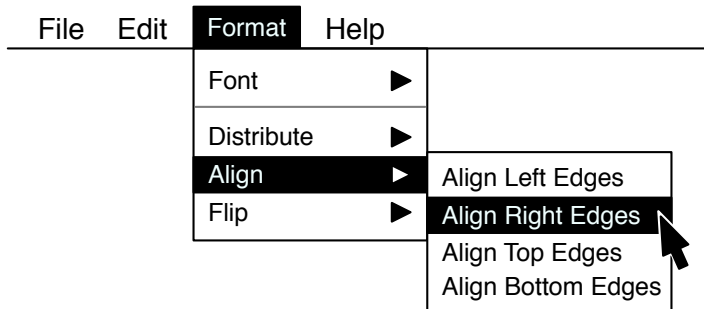 File Edit Format Help
Font
Distribute
Align
Flip
Align Left Edges
Align Right Edges
Align Top Edges
Align Bottom Edges